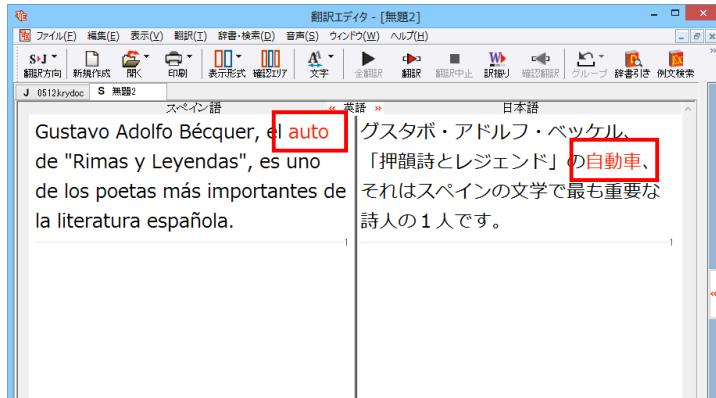 翻訳エディタ - [無題2]
ファイル(F) 編集(E) 表示(V) 翻訳(T) 辞書・検索(D) 音声(S) ウィンドウ(W) ヘルプ(H)
S›J
翻訳方向 新規作成 開く 印刷 表示形式 確認エリア 文字 全翻訳 翻訳 翻訳中止 訳振り 確認翻訳 グループ 辞書引き 例文検索
J 0512krydoc S 無題2
スペイン語 « 英語 » 日本語
Gustavo Adolfo Bécquer, el auto
de "Rimas y Leyendas", es uno
de los poetas más importantes de
la literatura española.
1
グスタボ・アドルフ・ベッケル、
「押韻詩とレジェンド」の自動車、
それはスペインの文学で最も重要な
詩人の１人です。
1